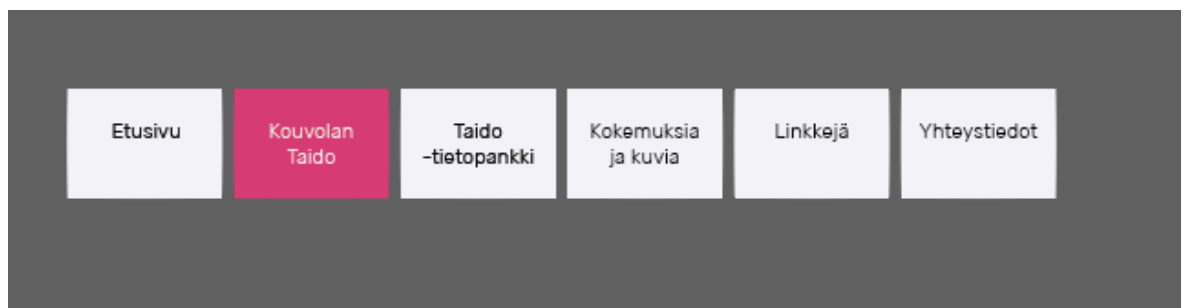 Etusivu
Kouvolan
Taido
Taido
-tietopankki
Kokemuksia
ja kuvia
Linkkejä
Yhteystiedot